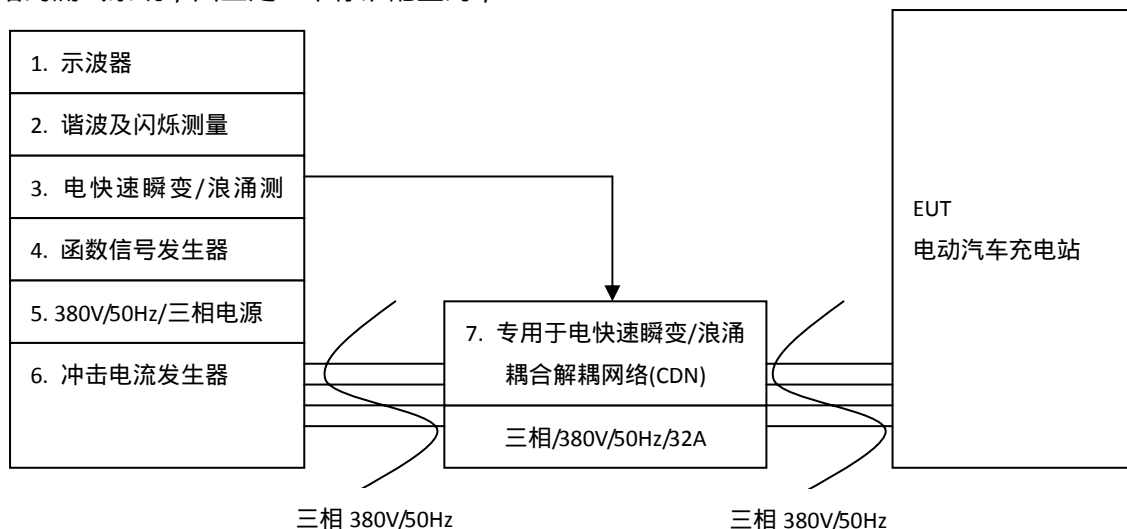 1. 示波器
2. 谐波及闪烁测量
3. 电快速瞬变/浪涌测
4. 函数信号发生器
5. 380V/50Hz/三相电源
6. 冲击电流发生器
7. 专用于电快速瞬变/浪涌
耦合解耦网络(CDN)
三相/380V/50Hz/32A
EUT
电动汽车充电站
三相 380V/50Hz
三相 380V/50Hz